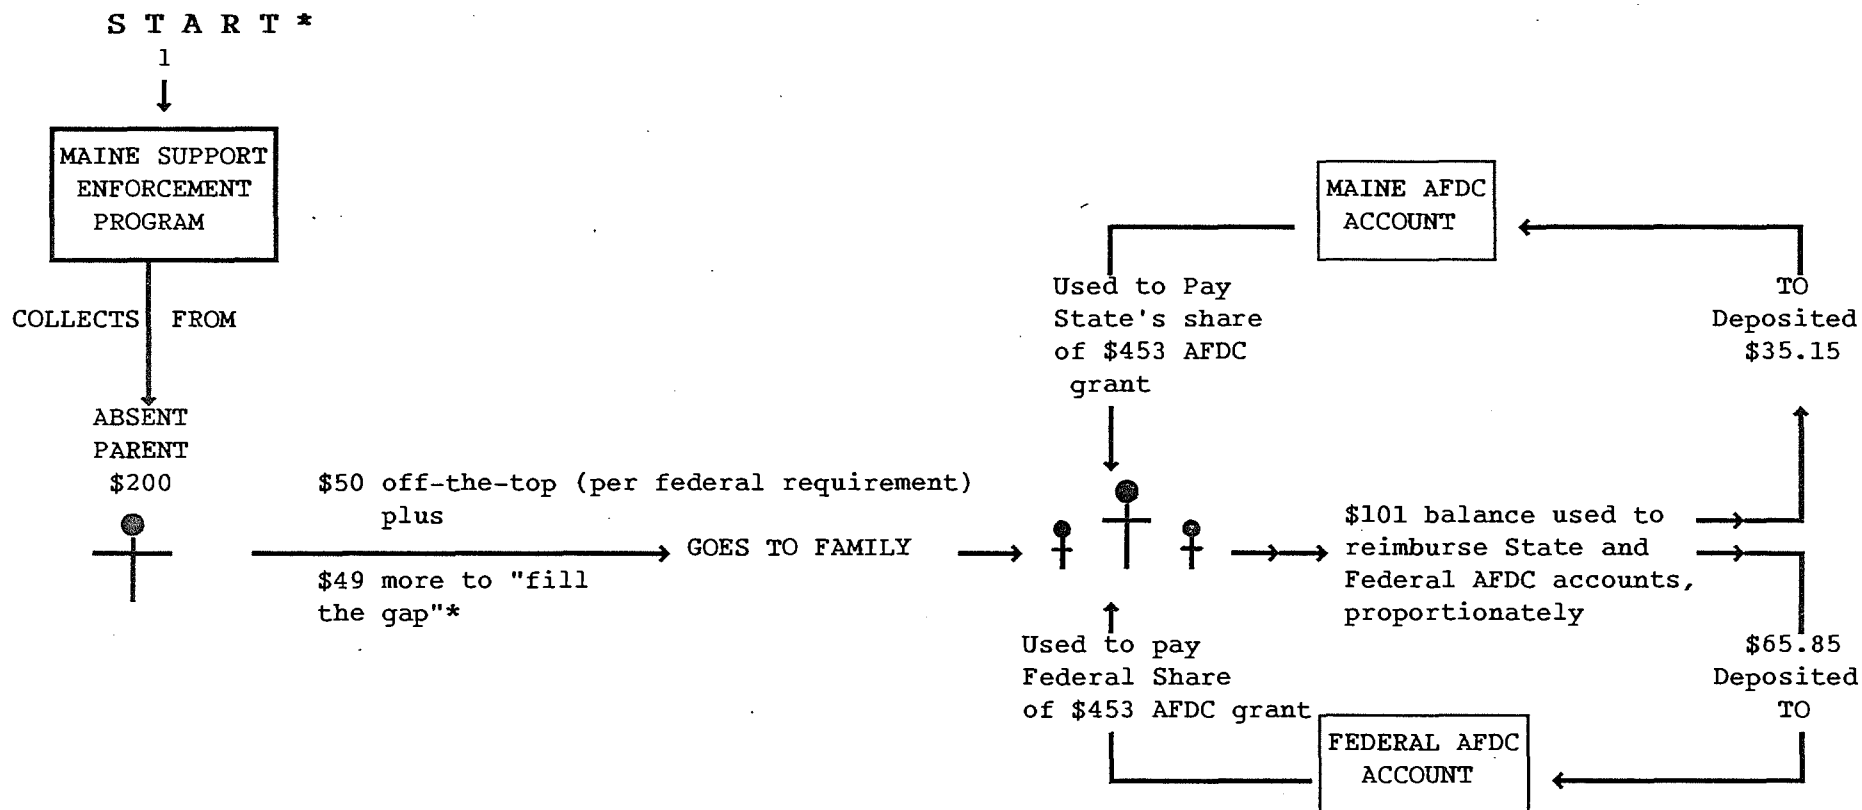 S T A R T *
1
MAINE SUPPORT
ENFORCEMENT
PROGRAM
COLLECTS FROM
ABSENT
PARENT
$200
$50 off-the-top (per federal requirement)
plus
$49 more to "fill
the gap"*
GOES TO FAMILY
MAINE AFDC
ACCOUNT
Used to Pay
State's share
of $453 AFDC
grant
Used to pay
Federal Share
of $453 AFDC grant
$101 balance used to
reimburse State and
Federal AFDC accounts,
proportionately
TO
Deposited
$35.15
$65.85
Deposited
TO
FEDERAL AFDC
ACCOUNT